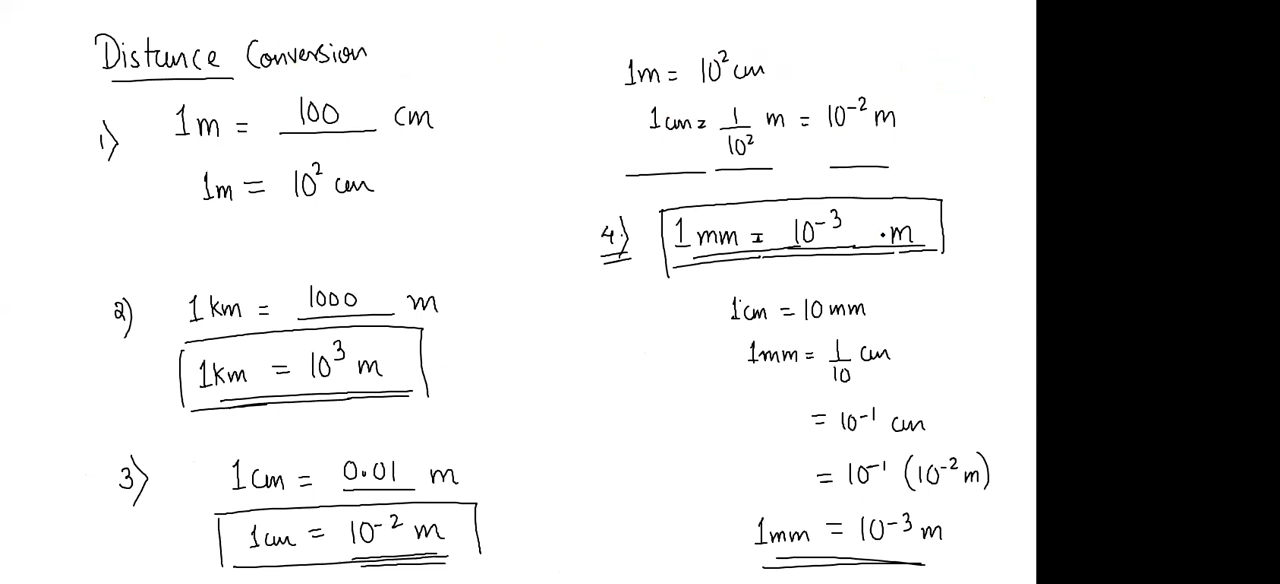 Distance Conversion
1) 1m = 100 cm
1m = 10² cm
2) 1 km = 1000 m
1km = 10³ m
3) 1cm = 0.01 m
1cm = 10⁻² m
1m = 10² cm
1cm = 1/10² m = 10⁻² m
4) 1 mm = 10⁻³ .m
1cm = 10 mm
1mm = 1/10 cm
= 10⁻¹ cm
= 10⁻¹ (10⁻² m)
1mm = 10⁻³ m